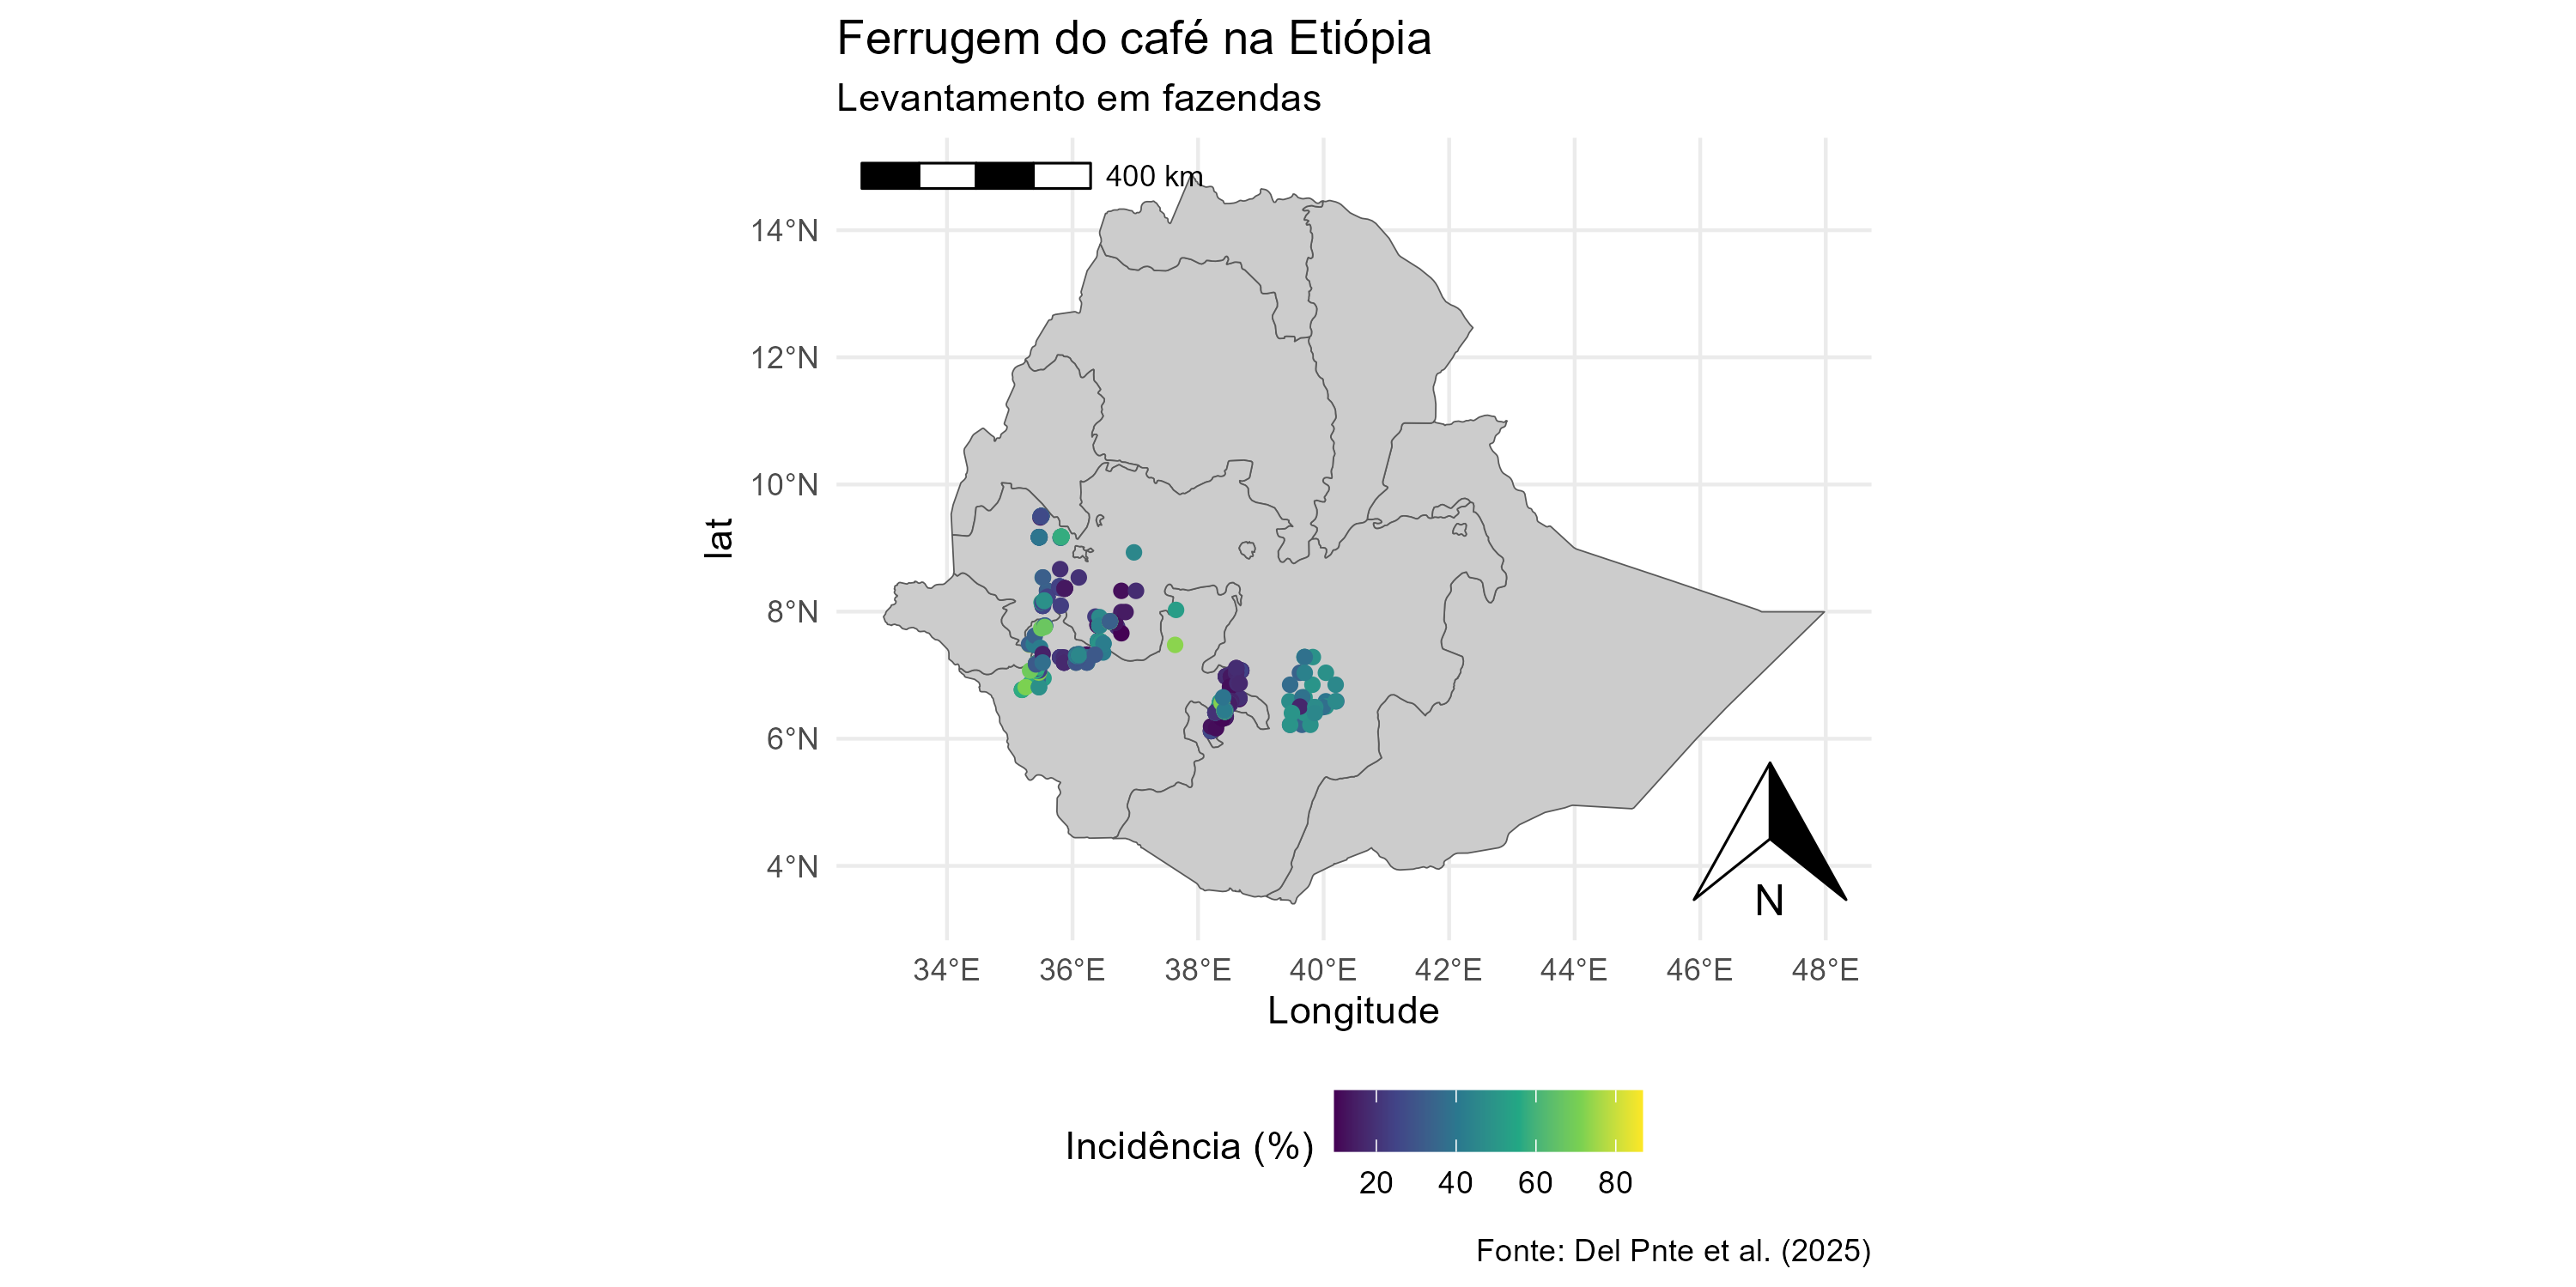 Ferrugem do café na Etiópia
Levantamento em fazendas
400 km
14°N
12°N
10°N
8°N
6°N
4°N
lat
N
34°E 36°E 38°E 40°E 42°E 44°E 46°E 48°E
Longitude
Incidência (%)
20 40 60 80
Fonte: Del Pnte et al. (2025)